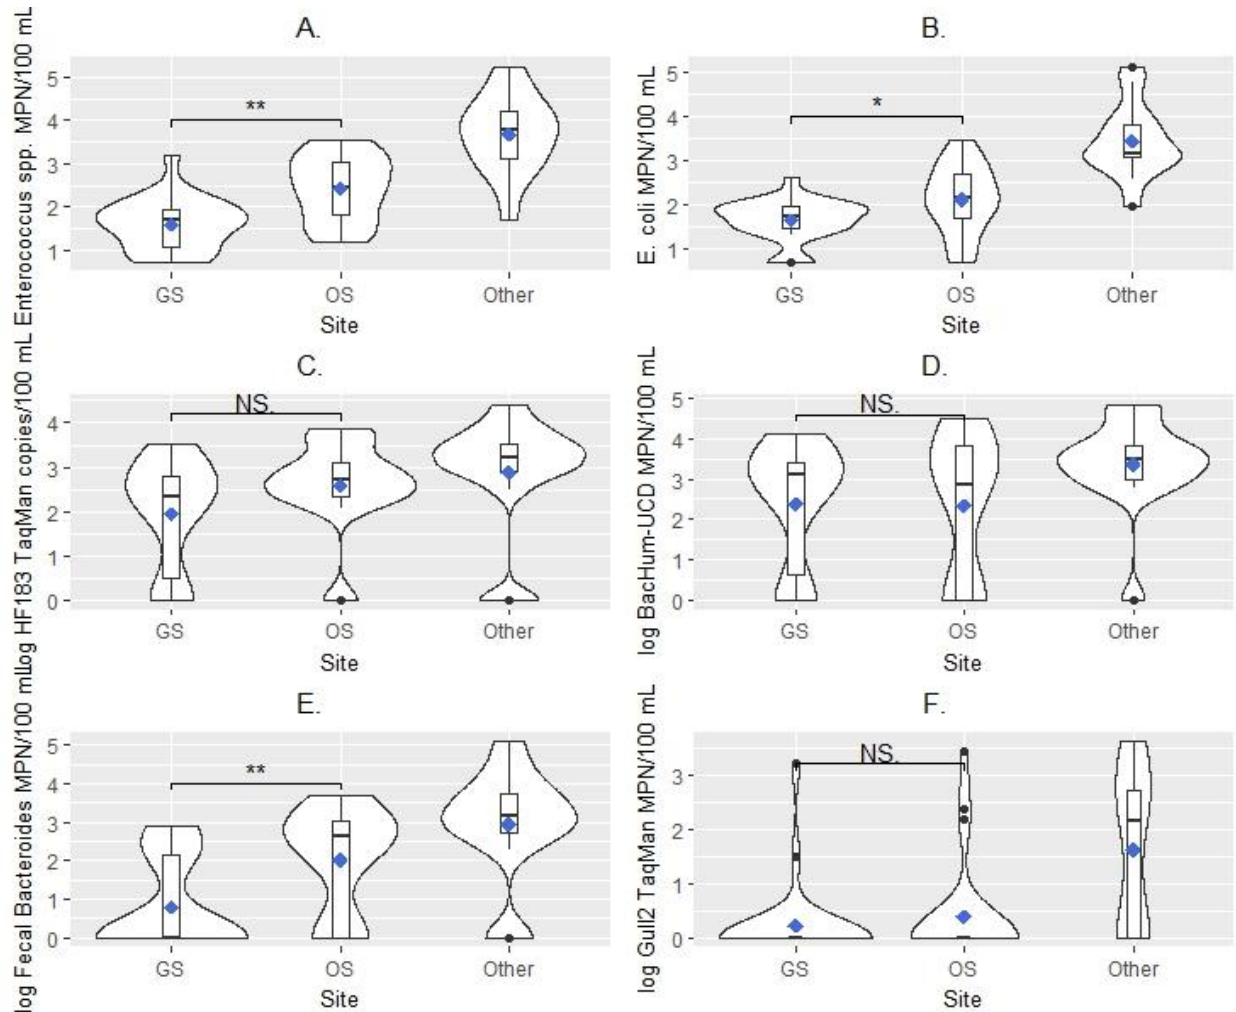 A.
Enterococcus spp. MPN/100 mL
5
4
3
2
1
**
GS
OS
Other
Site
B.
E. coli MPN/100 mL
5
4
3
2
1
*
GS
OS
Other
Site
C.
log HF183 TaqMan copies/100 mL
4
3
2
1
0
NS.
GS
OS
Other
Site
D.
log BacHum-UCD MPN/100 mL
5
4
3
2
1
0
NS.
GS
OS
Other
Site
E.
log Fecal Bacteroides MPN/100 mL
5
4
3
2
1
0
**
GS
OS
Other
Site
F.
log Gull2 TaqMan MPN/100 mL
3
2
1
0
NS.
GS
OS
Other
Site